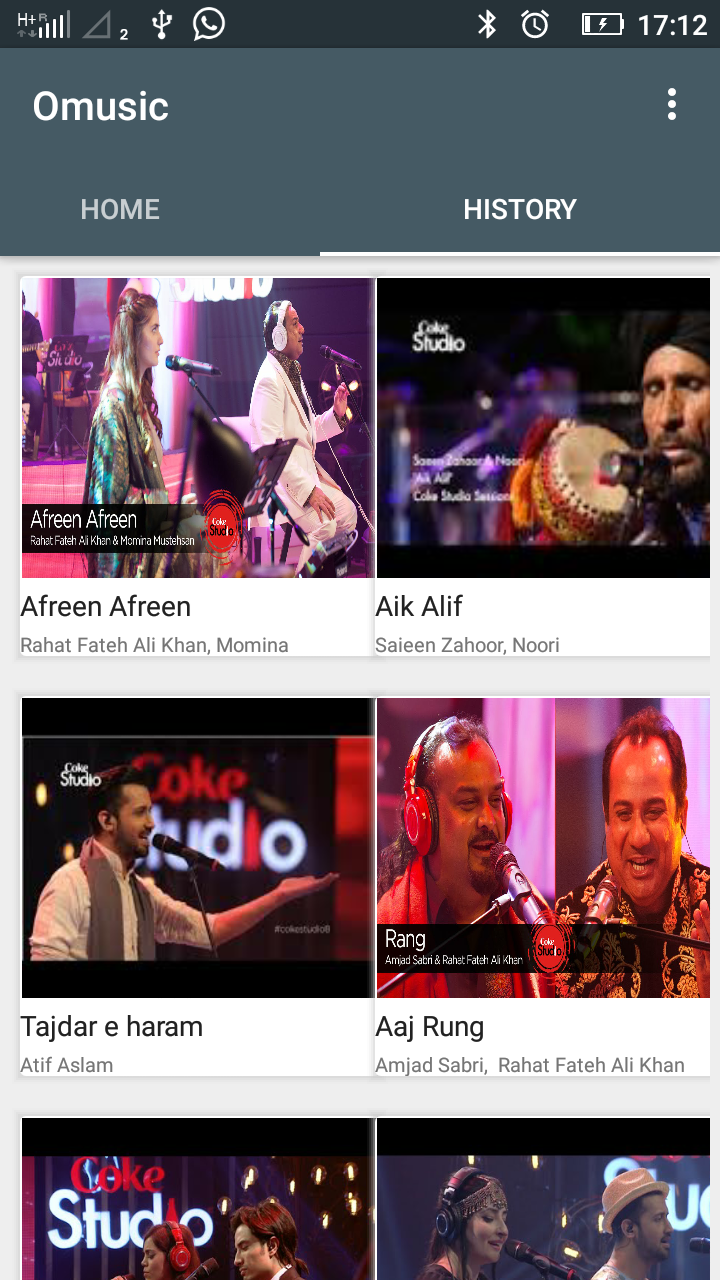 H+ R
2
17:12
Omusic
HOME
HISTORY
Studio
Coke
Studio
Afreen Afreen
Rahat Fateh Ali Khan & Momina Mustehsan
Coke
Studio
Coke
Studio
Saieen Zahoor & Noori
'Aik Alif'
Coke Studio Sessions
Afreen Afreen
Rahat Fateh Ali Khan, Momina
Aik Alif
Saieen Zahoor, Noori
Coke
Studio
Coke
tudio
#cokestudio8
Rang
Amjad Sabri & Rahat Fateh Ali Khan
Coke
Studio
Tajdar e haram
Atif Aslam
Aaj Rung
Amjad Sabri,  Rahat Fateh Ali Khan
Coke
Studio